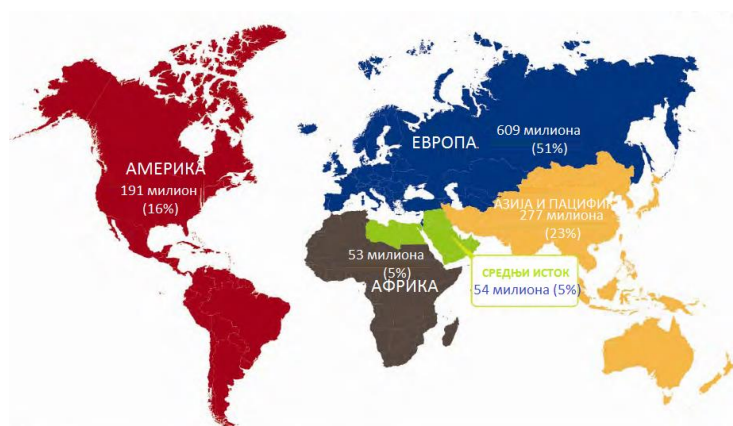 АМЕРИКА
191 милион
(16%)
ЕВРОПА
609 милиона
(51%)
АЗИЈА И ПАЦИФИ
277 милиона
(23%)
53 милиона
(5%)
АФРИКА
СРЕДЊИ ИСТОК
54 милиона (5%)